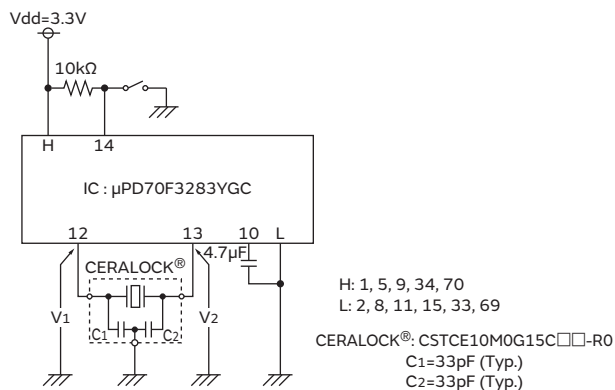 Vdd=3.3V
10kΩ
H
14
IC : μPD70F3283YGC
12
13
10
L
4.7μF
CERALOCK®
V1
C1
C2
V2
H: 1, 5, 9, 34, 70
L: 2, 8, 11, 15, 33, 69
CERALOCK®: CSTCE10M0G15C□□-R0
C1=33pF (Typ.)
C2=33pF (Typ.)